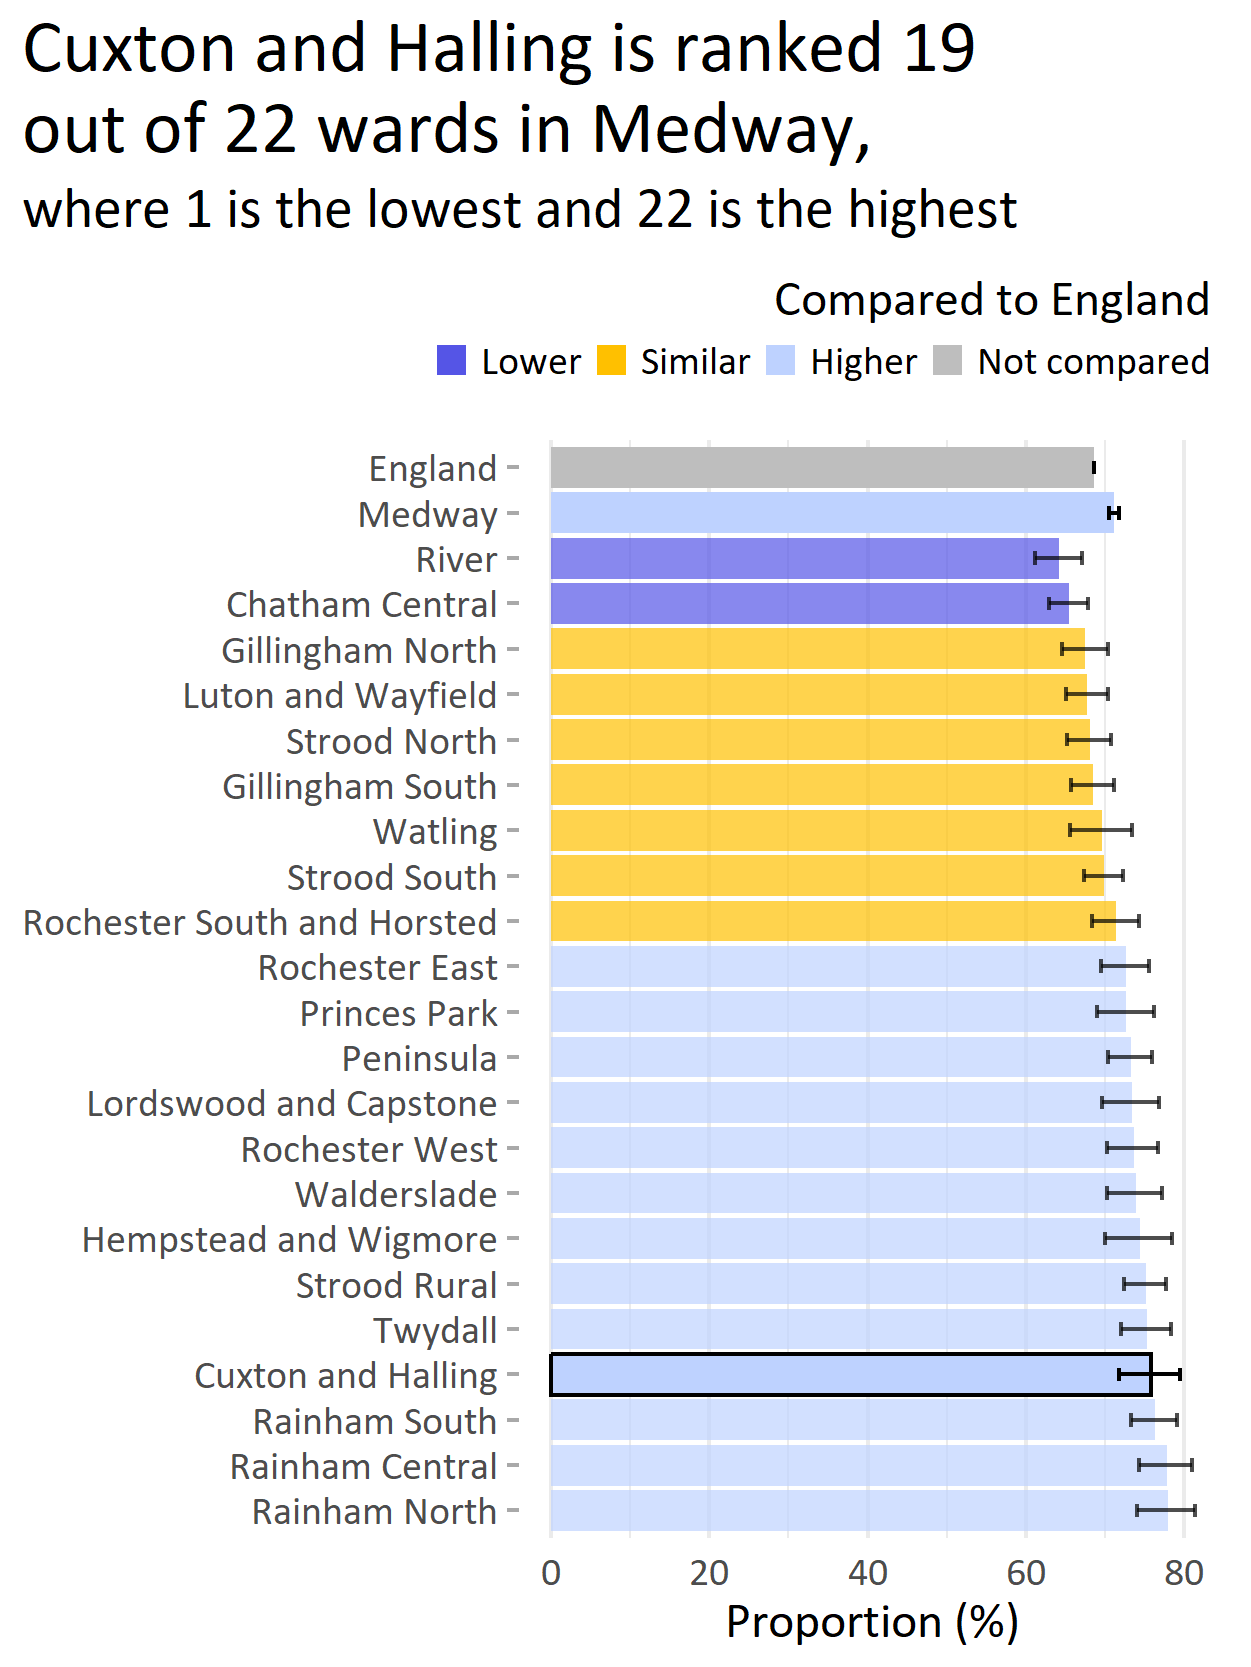 Cuxton and Halling is ranked 19
out of 22 wards in Medway,
where 1 is the lowest and 22 is the highest
Compared to England
Lower Similar Higher Not compared
England
Medway
River
Chatham Central
Gillingham North
Luton and Wayfield
Strood North
Gillingham South
Watling
Strood South
Rochester South and Horsted
Rochester East
Princes Park
Peninsula
Lordswood and Capstone
Rochester West
Walderslade
Hempstead and Wigmore
Strood Rural
Twydall
Cuxton and Halling
Rainham South
Rainham Central
Rainham North
0 20 40 60 80
Proportion (%)